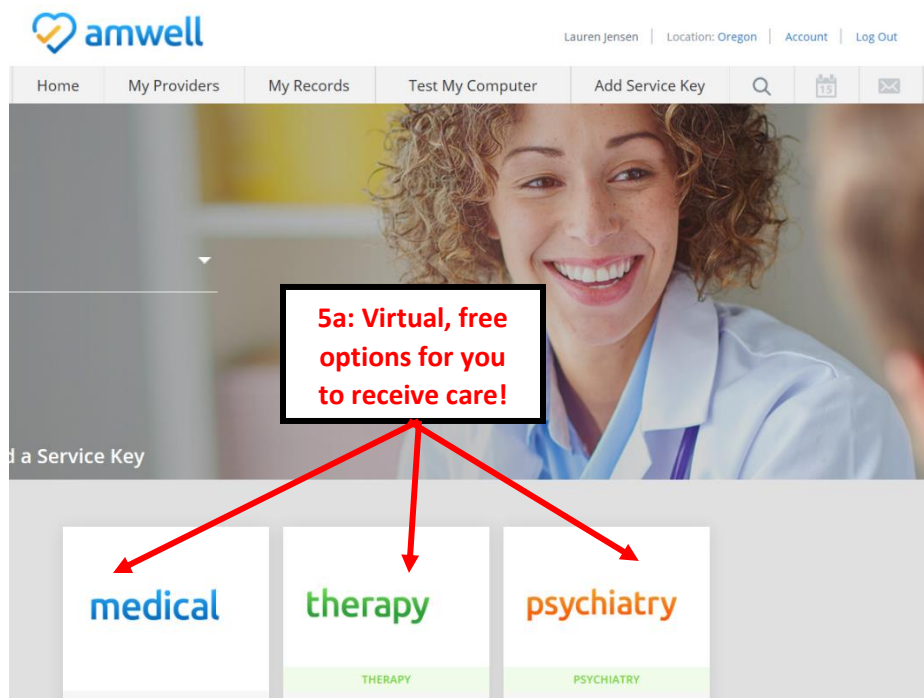 amwell
Lauren Jensen | Location: Oregon | Account | Log Out
Home My Providers My Records Test My Computer Add Service Key 15
5a: Virtual, free
options for you
to receive care!
d a Service Key
medical therapy psychiatry
THERAPY PSYCHIATRY